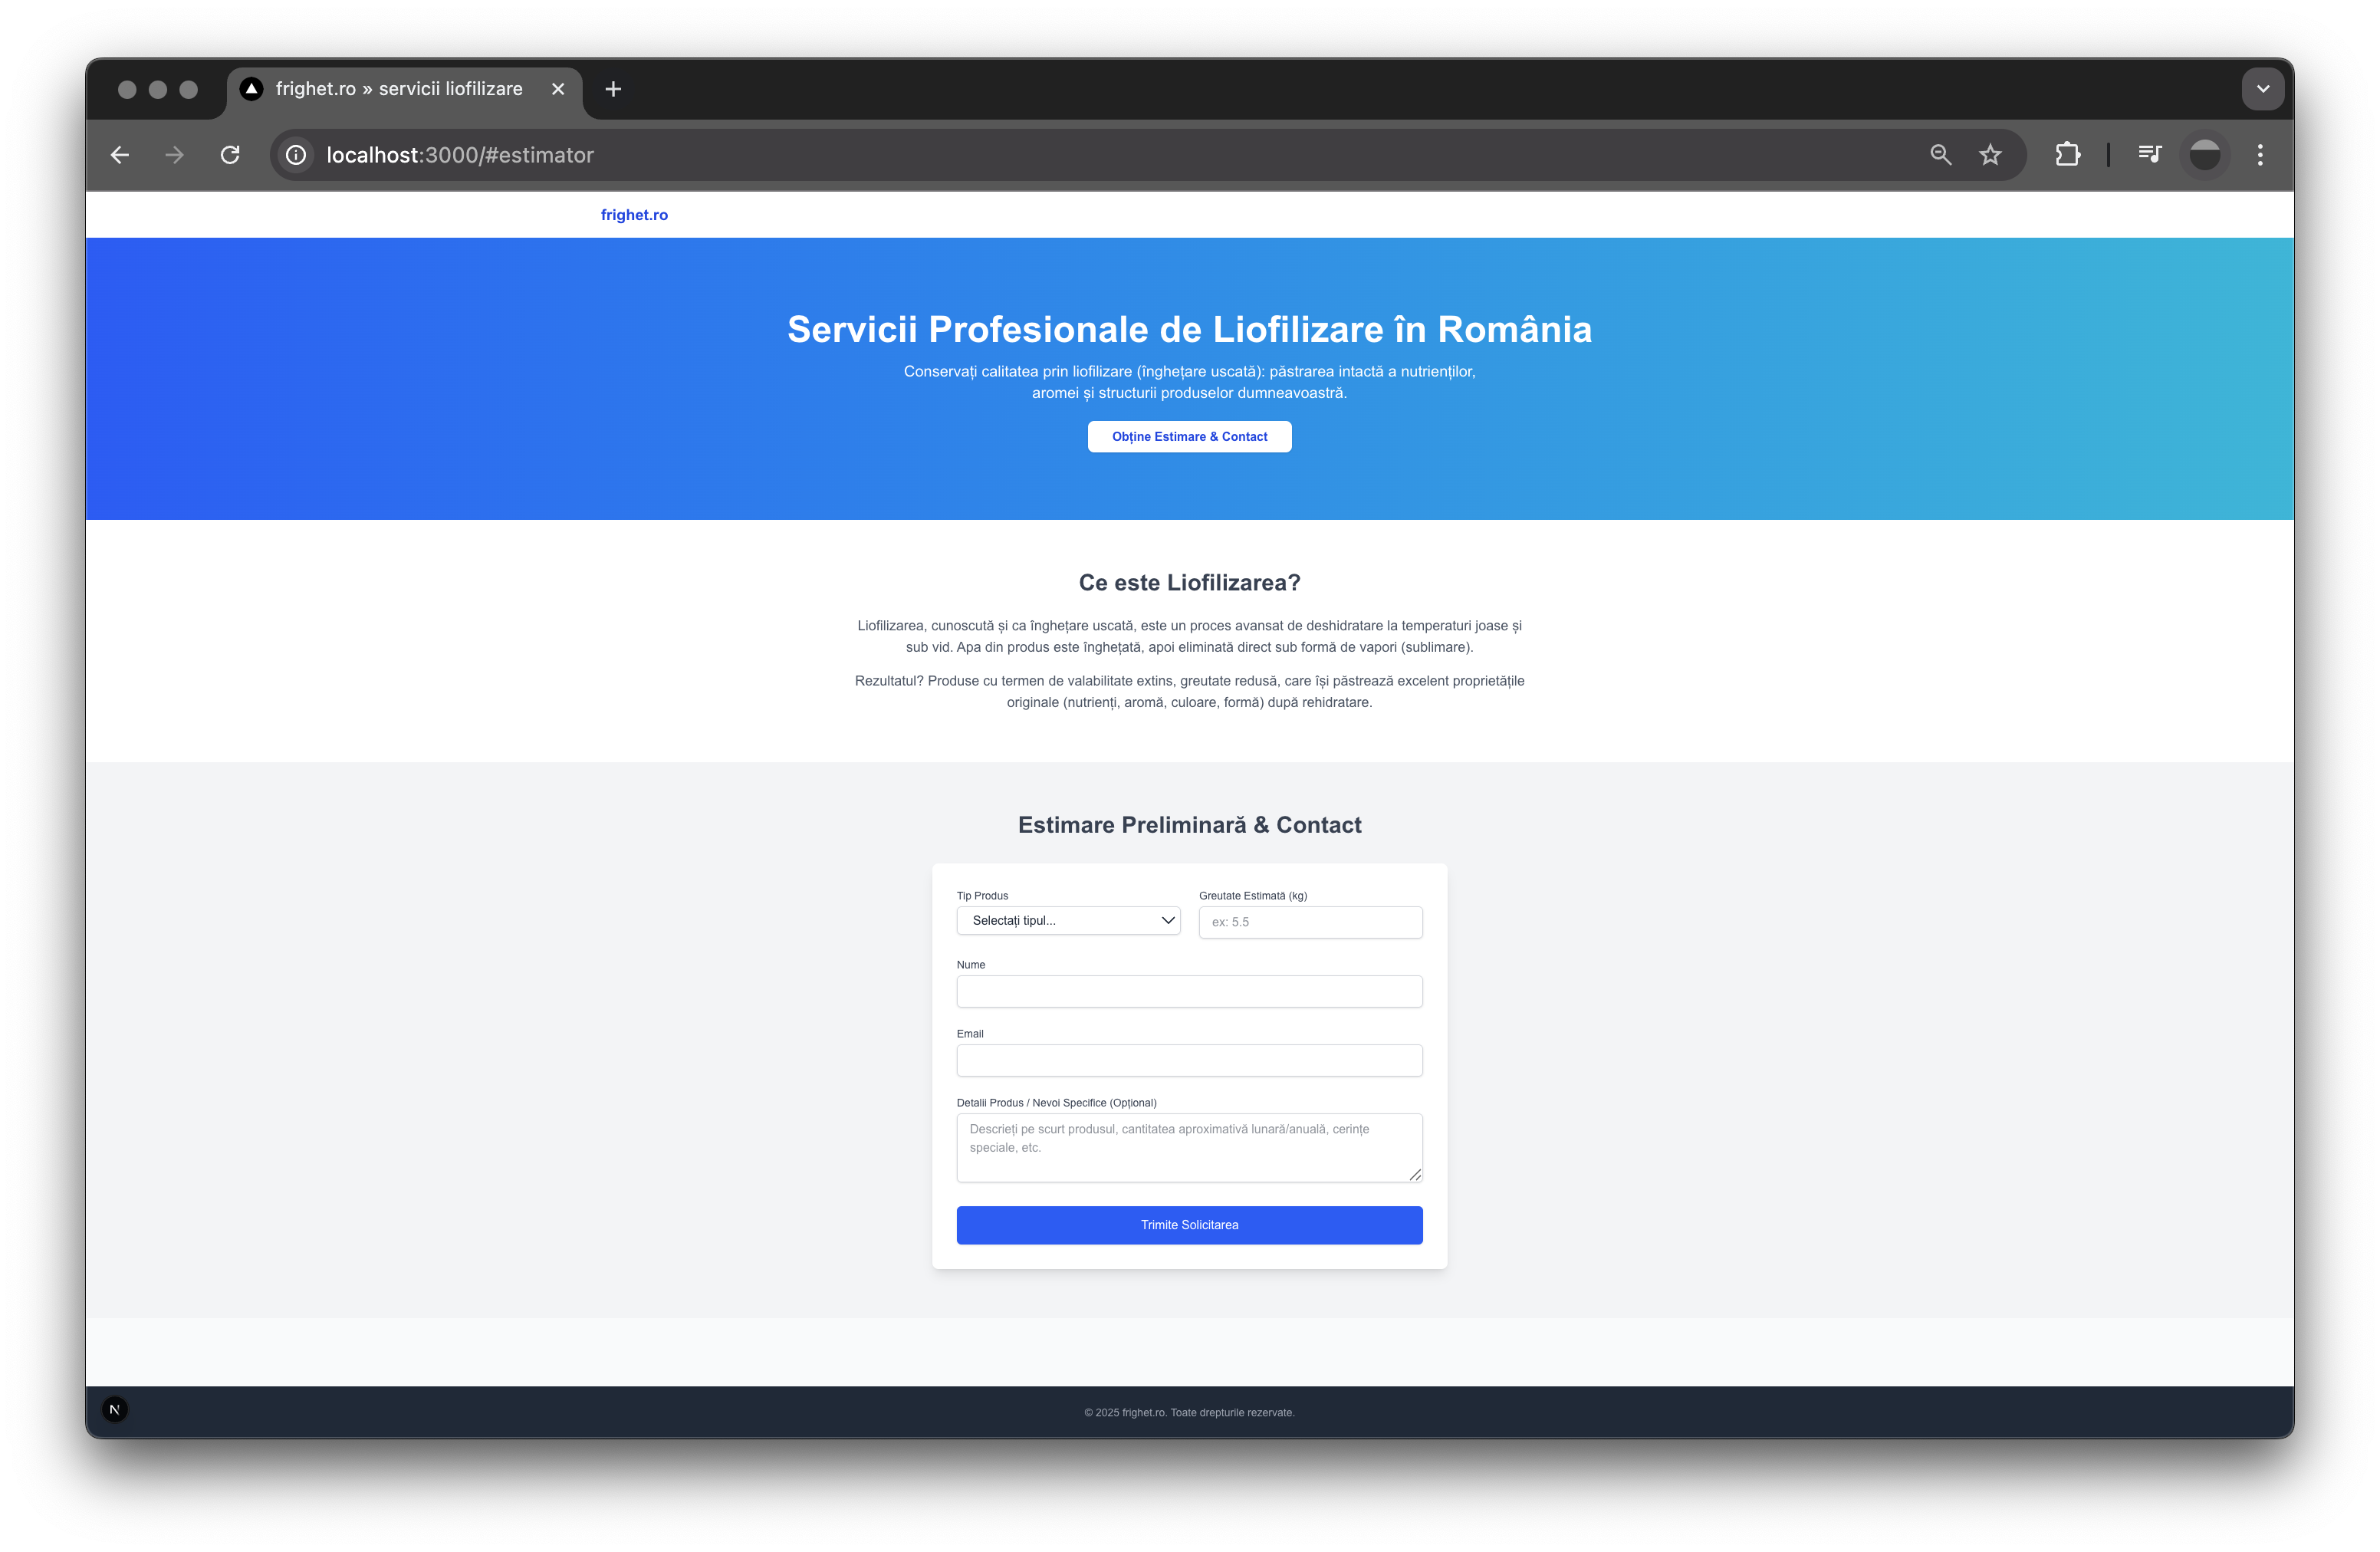 frighet.ro » servicii liofilizare
localhost:3000/#estimator
frighet.ro
Servicii Profesionale de Liofilizare în România
Conservați calitatea prin liofilizare (înghețare uscată): păstrarea intactă a nutrienților,
aromei și structurii produselor dumneavoastră.
Obține Estimare & Contact
Ce este Liofilizarea?
Liofilizarea, cunoscută și ca înghețare uscată, este un proces avansat de deshidratare la temperaturi joase și
sub vid. Apa din produs este înghețată, apoi eliminată direct sub formă de vapori (sublimare).
Rezultatul? Produse cu termen de valabilitate extins, greutate redusă, care își păstrează excelent proprietățile
originale (nutrienți, aromă, culoare, formă) după rehidratare.
Estimare Preliminară & Contact
Tip Produs
Selectați tipul...
Greutate Estimată (kg)
ex: 5.5
Nume
Email
Detalii Produs / Nevoi Specifice (Opțional)
Descrieți pe scurt produsul, cantitatea aproximativă lunară/anuală, cerințe
speciale, etc.
Trimite Solicitarea
N
© 2025 frighet.ro. Toate drepturile rezervate.